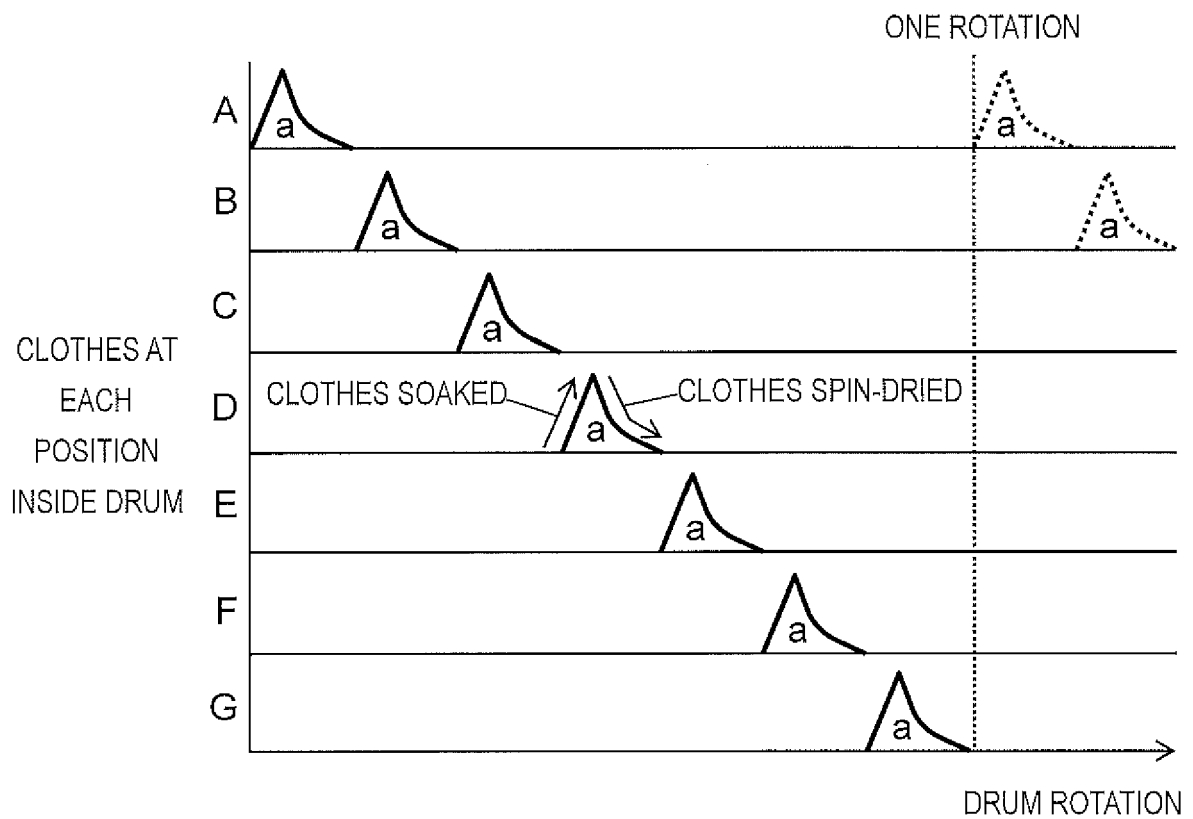 ONE ROTATION
A
a
a
B
a
a
C
a
CLOTHES AT
EACH
POSITION
INSIDE DRUM
D
CLOTHES SOAKED
CLOTHES SPIN-DRIED
a
E
a
F
a
G
a
DRUM ROTATION